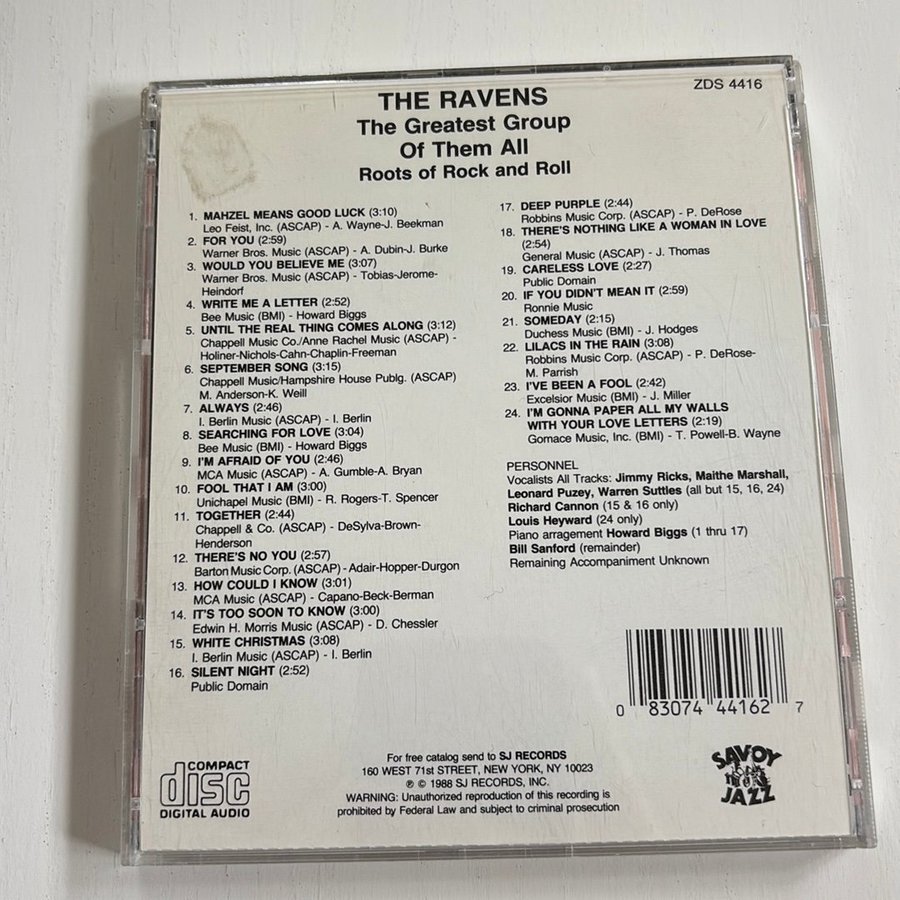 ZDS 4416
THE RAVENS
The Greatest Group
Of Them All
Roots of Rock and Roll
1. MAHZEL MEANS GOOD LUCK (3:10)
Leo Feist, Inc. (ASCAP) - A. Wayne-J. Beekman
2. FOR YOU (2:59)
Warner Bros. Music (ASCAP) - A. Dubin-J. Burke
3. WOULD YOU BELIEVE ME (3:07)
Warner Bros. Music (ASCAP) - Tobias-Jerome-
Heindorf
4. WRITE ME A LETTER (2:52)
Bee Music (BMI) - Howard Biggs
5. UNTIL THE REAL THING COMES ALONG (3:12)
Chappell Music Co./Anne Rachel Music (ASCAP) -
Holiner-Nichols-Cahn-Chaplin-Freeman
6. SEPTEMBER SONG (3:15)
Chappell Music/Hampshire House Publg. (ASCAP)
M. Anderson-K. Weill
7. ALWAYS (2:46)
I. Berlin Music (ASCAP) - I. Berlin
8. SEARCHING FOR LOVE (3:04)
Bee Music (BMI) - Howard Biggs
9. I'M AFRAID OF YOU (2:46)
MCA Music (ASCAP) - A. Gumble-A. Bryan
10. FOOL THAT I AM (3:00)
Unichapel Music (BMI) - R. Rogers-T. Spencer
11. TOGETHER (2:44)
Chappell & Co. (ASCAP) - DeSylva-Brown-
Henderson
12. THERE'S NO YOU (2:57)
Barton Music Corp. (ASCAP)-Adair-Hopper-Durgon
13. HOW COULD I KNOW (3:01)
MCA Music (ASCAP) - Capano-Beck-Berman
14. IT'S TOO SOON TO KNOW (3:00)
Edwin H. Morris Music (ASCAP) - D. Chessler
15. WHITE CHRISTMAS (3:08)
I. Berlin Music (ASCAP) - I. Berlin
16. SILENT NIGHT (2:52)
Public Domain
17. DEEP PURPLE (2:44)
Robbins Music Corp. (ASCAP) - P. DeRose
18. THERE'S NOTHING LIKE A WOMAN IN LOVE
(2:54)
General Music (ASCAP) - J. Thomas
19. CARELESS LOVE (2:27)
Public Domain
20. IF YOU DIDN'T MEAN IT (2:59)
Ronnie Music
21. SOMEDAY (2:15)
Duchess Music (BMI) - J. Hodges
22. LILACS IN THE RAIN (3:08)
Robbins Music Corp. (ASCAP) - P. DeRose-
M. Parrish
23. I'VE BEEN A FOOL (2:42)
Excelsior Music (BMI) - J. Miller
24. I'M GONNA PAPER ALL MY WALLS
WITH YOUR LOVE LETTERS (2:19)
Gomace Music, Inc. (BMI) - T. Powell-B. Wayne
PERSONNEL
Vocalists All Tracks: Jimmy Ricks, Maithe Marshall,
Leonard Puzey, Warren Suttles (all but 15, 16, 24)
Richard Cannon (15 & 16 only)
Louis Heyward (24 only)
Piano arragement Howard Biggs (1 thru 17)
Bill Sanford (remainder)
Remaining Accompaniment Unknown
0 83074 44162 7
COMPACT
disc
DIGITAL AUDIO
For free catalog send to SJ RECORDS
160 WEST 71st STREET, NEW YORK, NY 10023
℗ © 1988 SJ RECORDS, INC.
WARNING: Unauthorized reproduction of this recording is
prohibited by Federal Law and subject to criminal prosecution
SAVOY
JAZZ